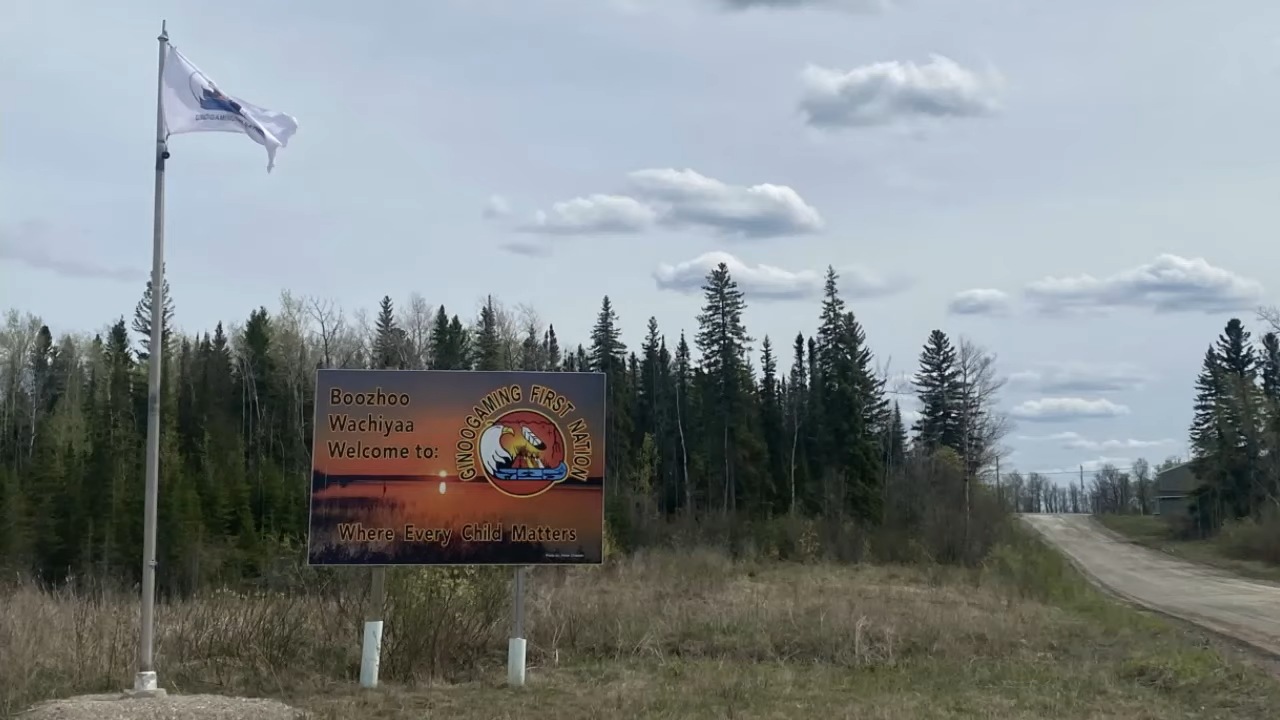 Boozhoo
Wachiyaa
Welcome to:
GINOOGAMING FIRST NATION
Where Every Child Matters